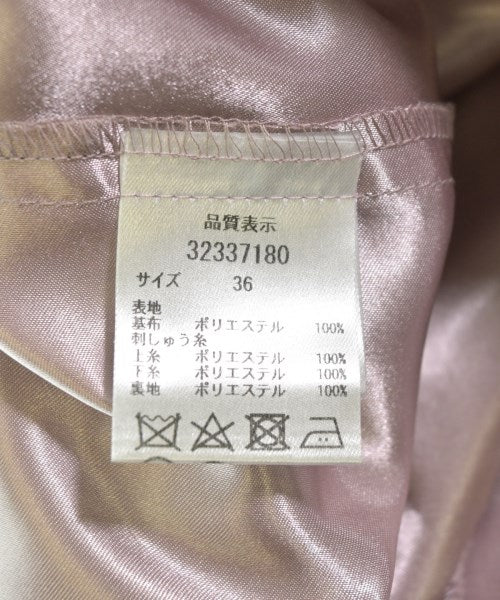 品質表示
32337180
サイズ 36
表地
基布 ポリエステル 100%
刺しゅう糸
上糸 ポリエステル 100%
下糸 ポリエステル 100%
裏地 ポリエステル 100%